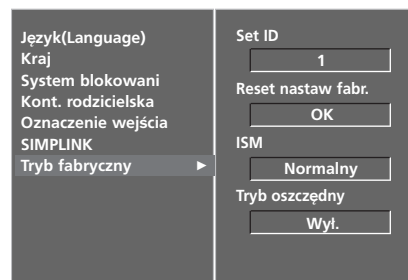 Język(Language)
Kraj
System blokowani
Kont. rodzicielska
Oznaczenie wejścia
SIMPLINK
Tryb fabryczny ►
Set ID
1
Reset nastaw fabr.
OK
ISM
Normalny
Tryb oszczędny
Wył.